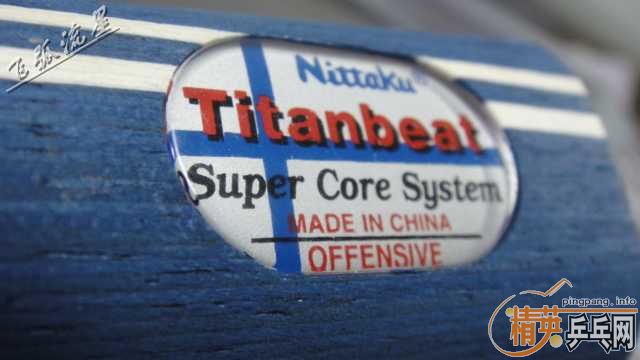 飞狐流星
Nittaku
Titanbeat
Super Core System
MADE IN CHINA
OFFENSIVE
pingpang.info
精英乒乓网